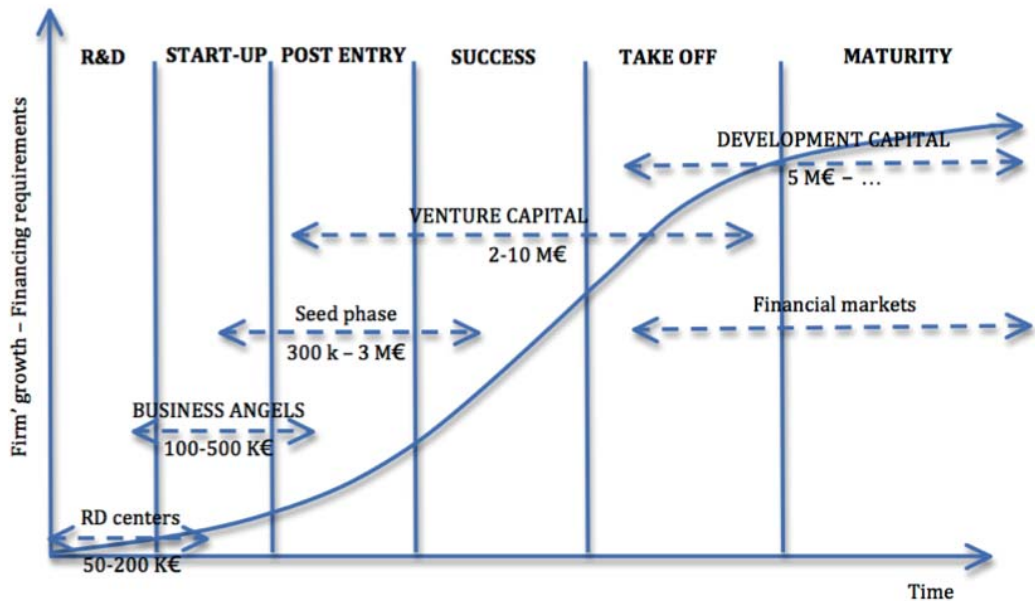 R&D START-UP POST ENTRY SUCCESS TAKE OFF MATURITY
DEVELOPMENT CAPITAL
5 M€ – ...
VENTURE CAPITAL
2-10 M€
Seed phase
300 k – 3 M€
Financial markets
BUSINESS ANGELS
100-500 K€
RD centers
50-200 K€
Time
Firm' growth – Financing requirements